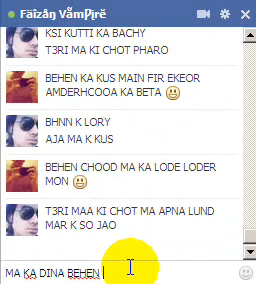 Fäîzåŋ Vẫmƿįrẽ
KSI KUTTI KA BACHY
T3RI MA KI CHOT PHARO
BEHEN KA KUS MAIN FIR EKEOR
AMDERHCOOA KA BETA 😃
BHNN K LORY
AJA MA K KUS
BEHEN CHOOD MA KA LODE LODER
MON 😃
T3RI MAA KI CHOT MA APNA LUND
MAR K SO JAO
MA KA DINA BEHEN